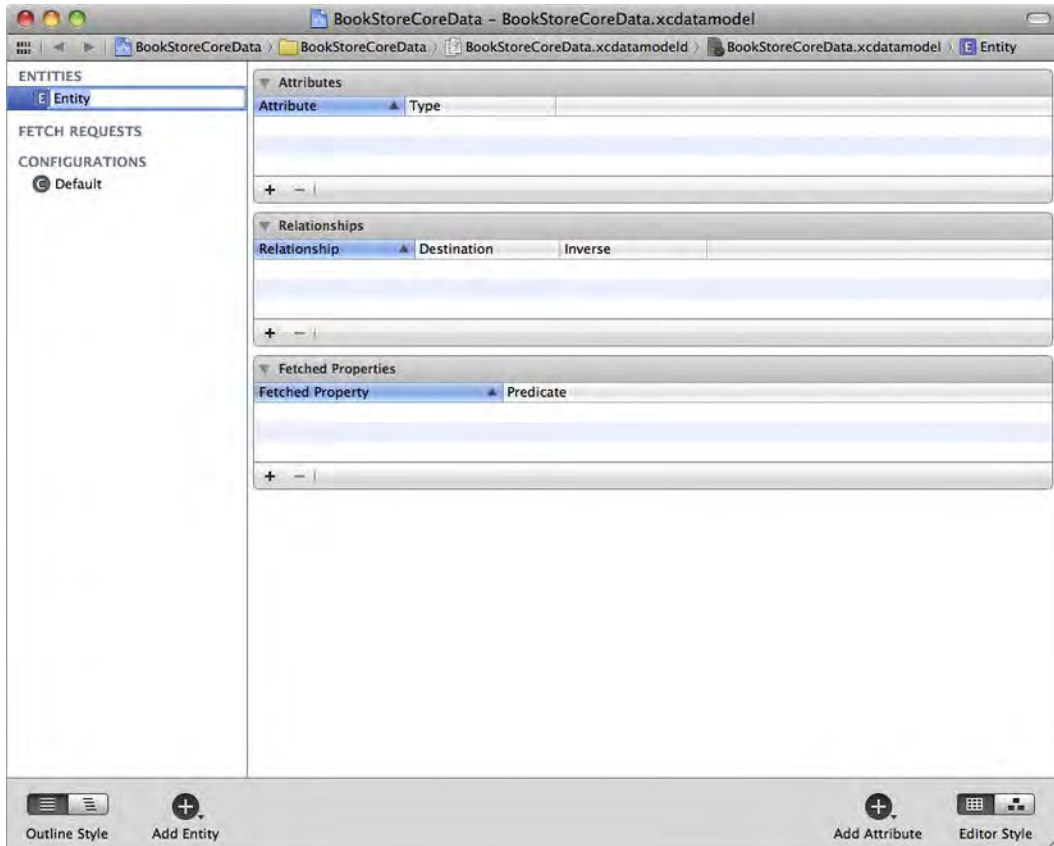 BookStoreCoreData – BookStoreCoreData.xcdatamodel
BookStoreCoreData BookStoreCoreData BookStoreCoreData.xcdatamodeld BookStoreCoreData.xcdatamodel E Entity
ENTITIES
E Entity
FETCH REQUESTS
CONFIGURATIONS
C Default
Attributes
Attribute Type
+ –
Relationships
Relationship Destination Inverse
+ –
Fetched Properties
Fetched Property Predicate
+ –
Outline Style Add Entity Add Attribute Editor Style